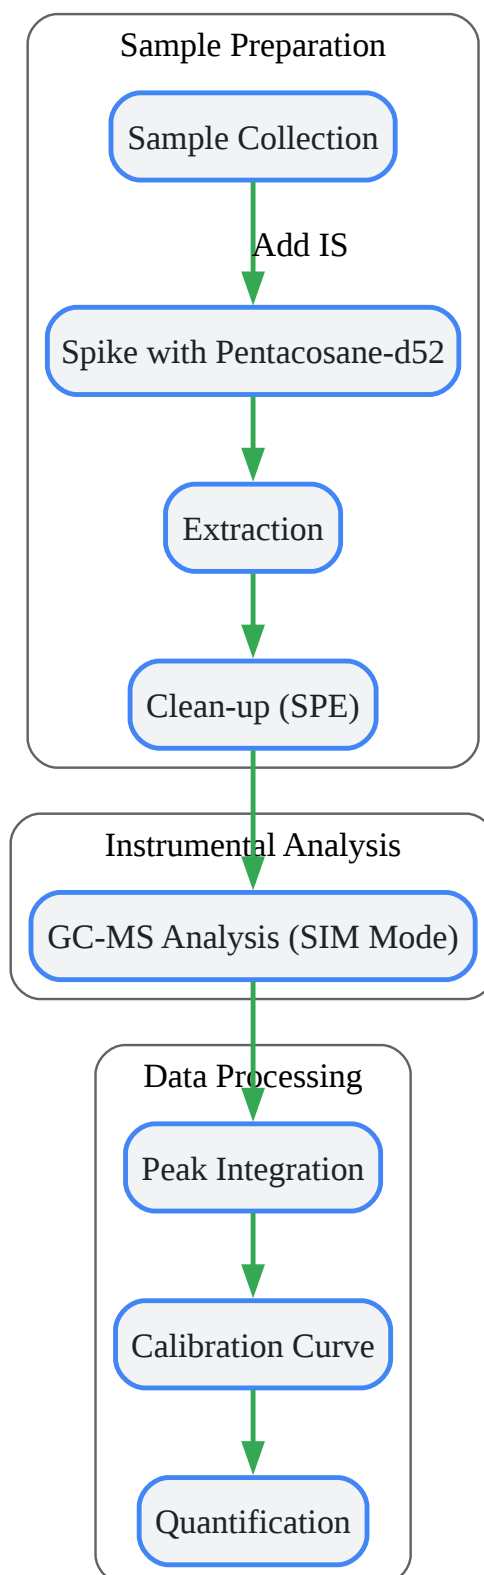 Sample Preparation
Sample Collection
Add IS
Spike with Pentacosane-d52
Extraction
Clean-up (SPE)
Instrumental Analysis
GC-MS Analysis (SIM Mode)
Data Processing
Peak Integration
Calibration Curve
Quantification